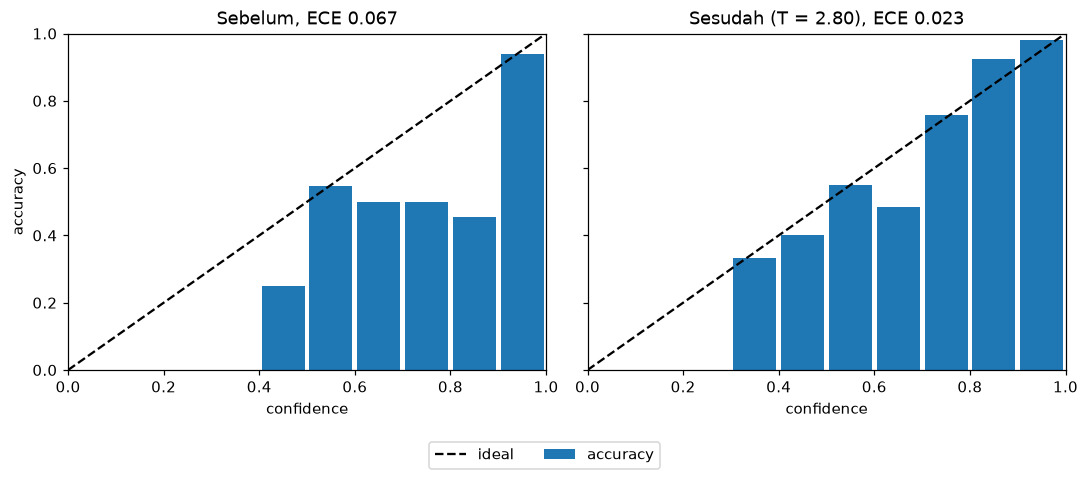 Sebelum, ECE 0.067
accuracy
1.0
0.8
0.6
0.4
0.2
0.0
0.0 0.2 0.4 0.6 0.8 1.0
confidence
Sesudah (T = 2.80), ECE 0.023
0.0 0.2 0.4 0.6 0.8 1.0
confidence
ideal accuracy